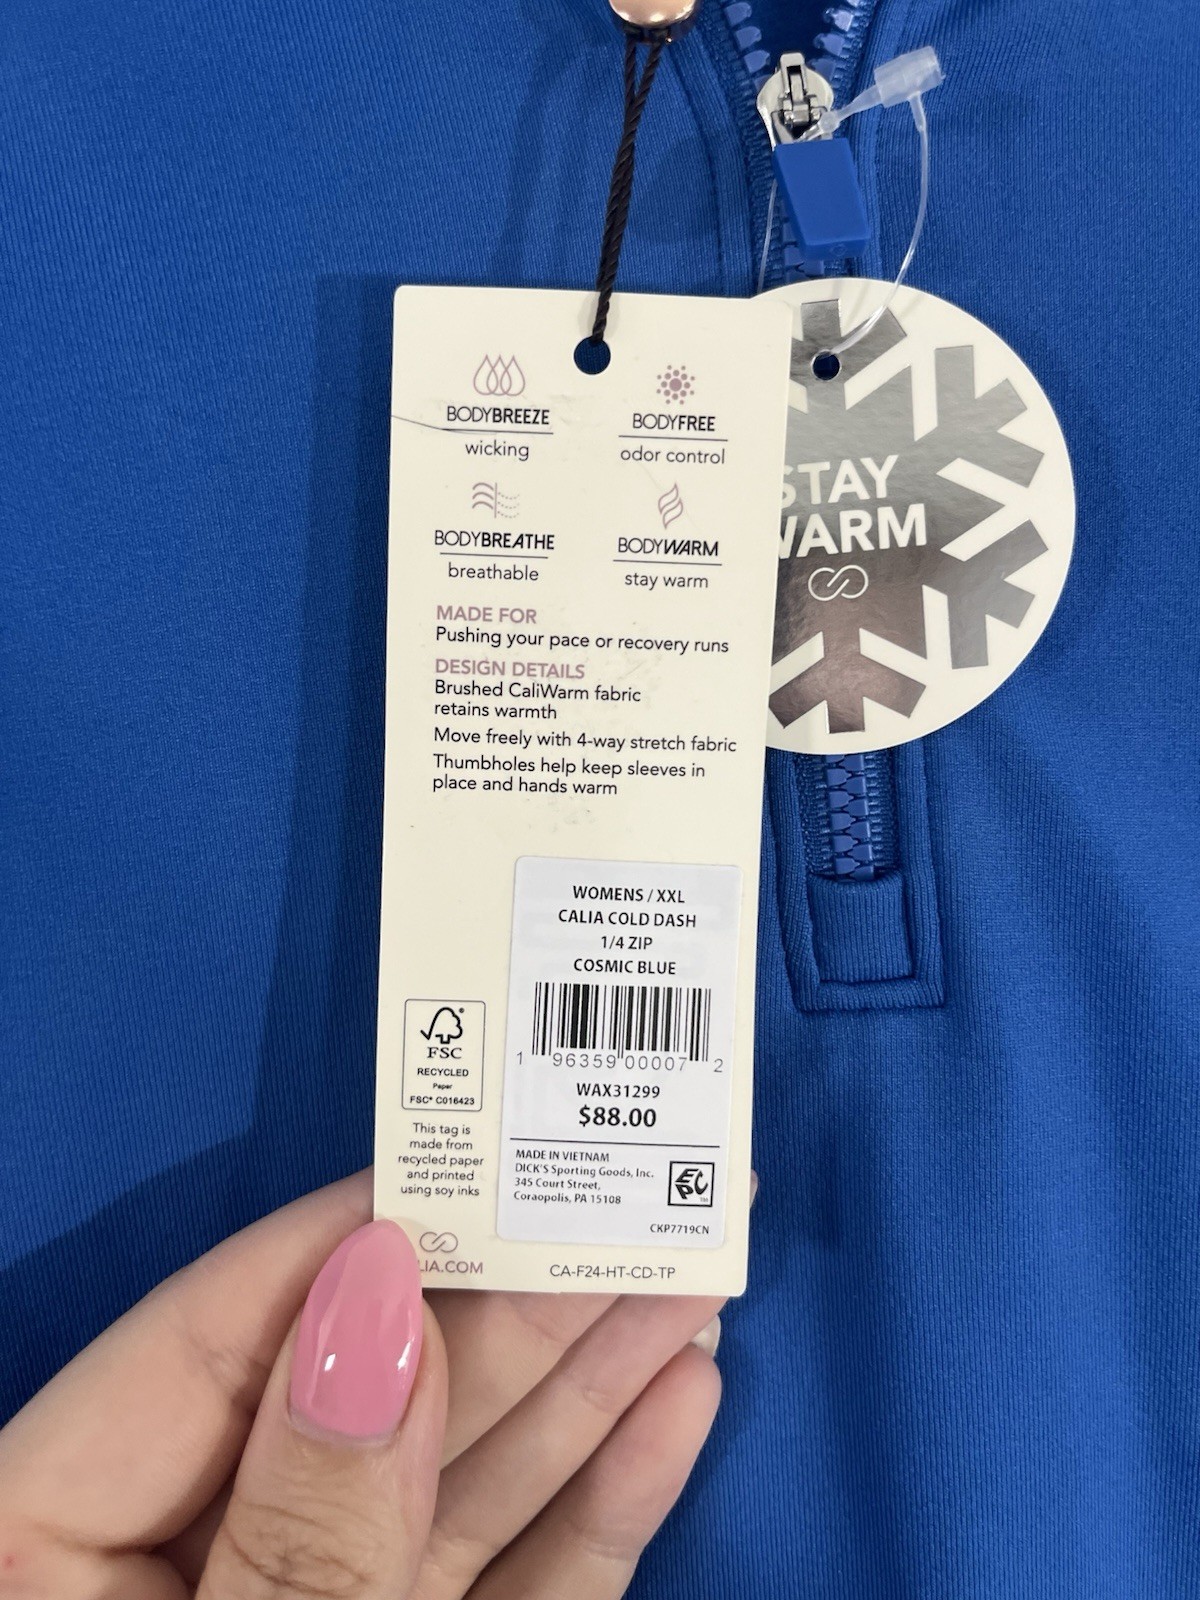 BODYBREEZE
wicking
BODYFREE
odor control
BODYBREATHE
breathable
BODYWARM
stay warm
MADE FOR
Pushing your pace or recovery runs
DESIGN DETAILS
Brushed CaliWarm fabric
retains warmth
Move freely with 4-way stretch fabric
Thumbholes help keep sleeves in
place and hands warm
WOMENS / XXL
CALIA COLD DASH
1/4 ZIP
COSMIC BLUE
1 96359 00007 2
WAX31299
$88.00
MADE IN VIETNAM
DICK'S Sporting Goods, Inc.
345 Court Street,
Coraopolis, PA 15108
EPC™
CKP7719CN
FSC
RECYCLED
Paper
FSC® C016423
This tag is
made from
recycled paper
and printed
using soy inks
LIA.COM
CA-F24-HT-CD-TP
STAY
WARM